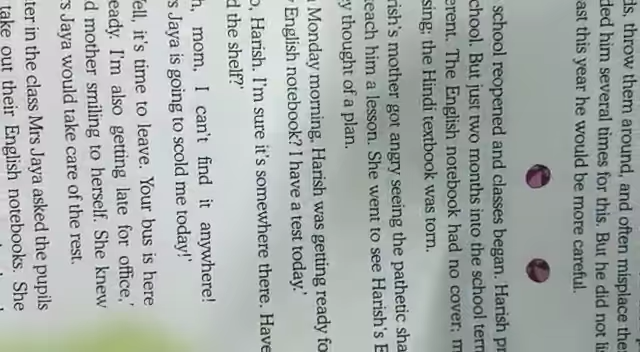 ds, throw them around, and often misplace the
ded him several times for this. But he did not li
ast this year he would be more careful.
school reopened and classes began. Harish pr
chool. But just two months into the school term
erent. The English notebook had no cover; m
sing; the Hindi textbook was torn.
rish's mother got angry seeing the pathetic sha
teach him a lesson. She went to see Harish's E
ey thought of a plan.
Monday morning, Harish was getting ready fo
English notebook? I have a test today.'
o, Harish. I'm sure it's somewhere there. Have
d the shelf?'
h, mom, I can't find it anywhere!
s Jaya is going to scold me today!'
ell, it's time to leave. Your bus is here
eady. I'm also getting late for office,'
d mother smiling to herself. She knew
rs Jaya would take care of the rest.
ter in the class Mrs Jaya asked the pupils
take out their English notebooks. She